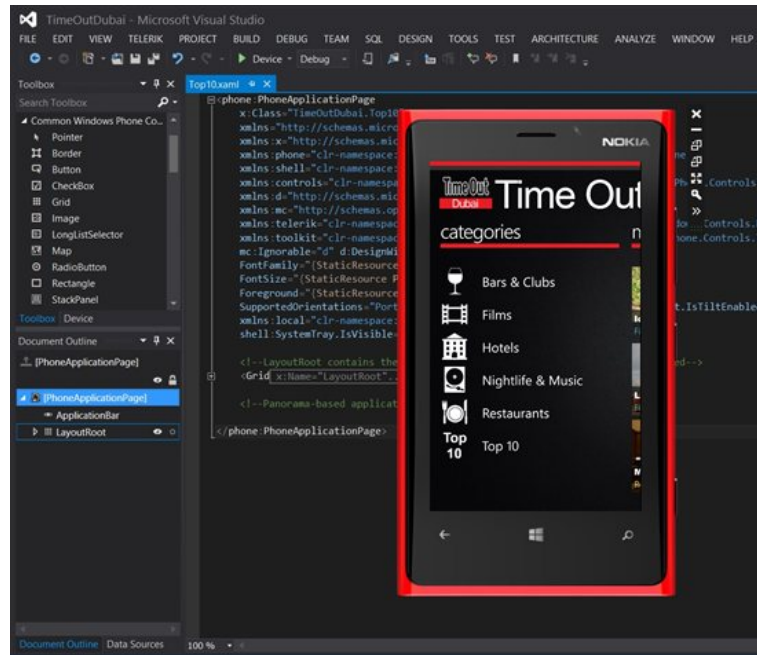 TimeOutDubai - Microsoft Visual Studio
FILE EDIT VIEW TELERIK PROJECT BUILD DEBUG TEAM SQL DESIGN TOOLS TEST ARCHITECTURE ANALYZE WINDOW HELP
Device Debug
Toolbox
Search Toolbox
Common Windows Phone Co...
Pointer
Border
Button
CheckBox
Grid
Image
LongListSelector
Map
RadioButton
Rectangle
StackPanel
Toolbox Device
Document Outline
[PhoneApplicationPage]
[PhoneApplicationPage]
ApplicationBar
LayoutRoot
Document Outline Data Sources
Top10.xaml
<phone:PhoneApplicationPage
x:Class="TimeOutDubai.Top10
xmlns="http://schemas.micro
xmlns:x="http://schemas.mic
xmlns:phone="clr-namespace:
xmlns:shell="clr-namespace:
xmlns:controls="clr-namespa .Controls.
xmlns:d="http://schemas.mic
xmlns:mc="http://schemas.op
xmlns:telerik="clr-namespac Controls.
xmlns:toolkit="clr-namespac hone.Controls.
mc:Ignorable="d" d:DesignWi
FontFamily="{StaticResource
FontSize="{StaticResource P
Foreground="{StaticResource
SupportedOrientations="Port t.IsTiltEnable
xmlns:local="clr-namespace:
shell:SystemTray.IsVisible=
<!--LayoutRoot contains the ed-->
<Grid x:Name="LayoutRoot"...
<!--Panorama-based applicat
</phone:PhoneApplicationPage>
100 %
NOKIA
TimeOut
Dubai
Time Out
categories
Bars & Clubs
Films
Hotels
Nightlife & Music
Restaurants
Top
10
Top 10